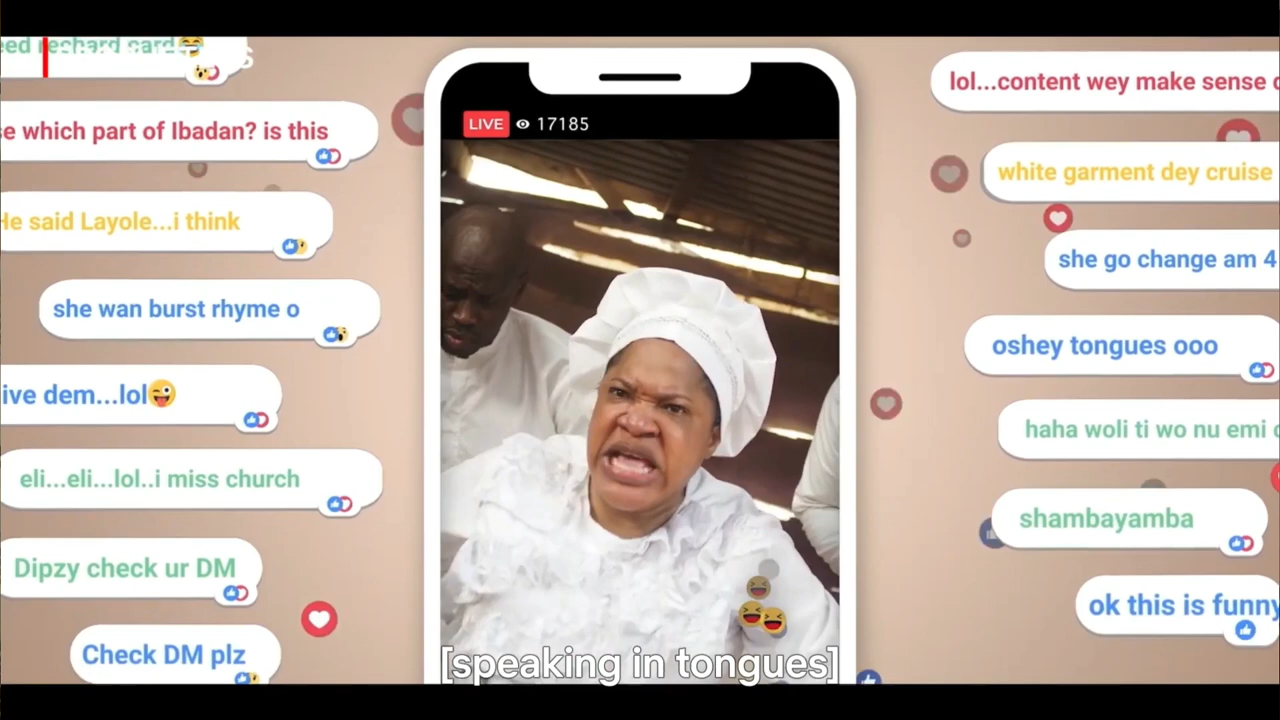 eed rechard card
se which part of Ibadan? is this
He said Layole...i think
she wan burst rhyme o
ive dem...lol😜
eli...eli...lol..i miss church
Dipzy check ur DM
Check DM plz
LIVE 17185
[speaking in tongues]
lol...content wey make sense
white garment dey cruise
she go change am 4
oshey tongues ooo
haha woli ti wo nu emi
shambayamba
ok this is funny